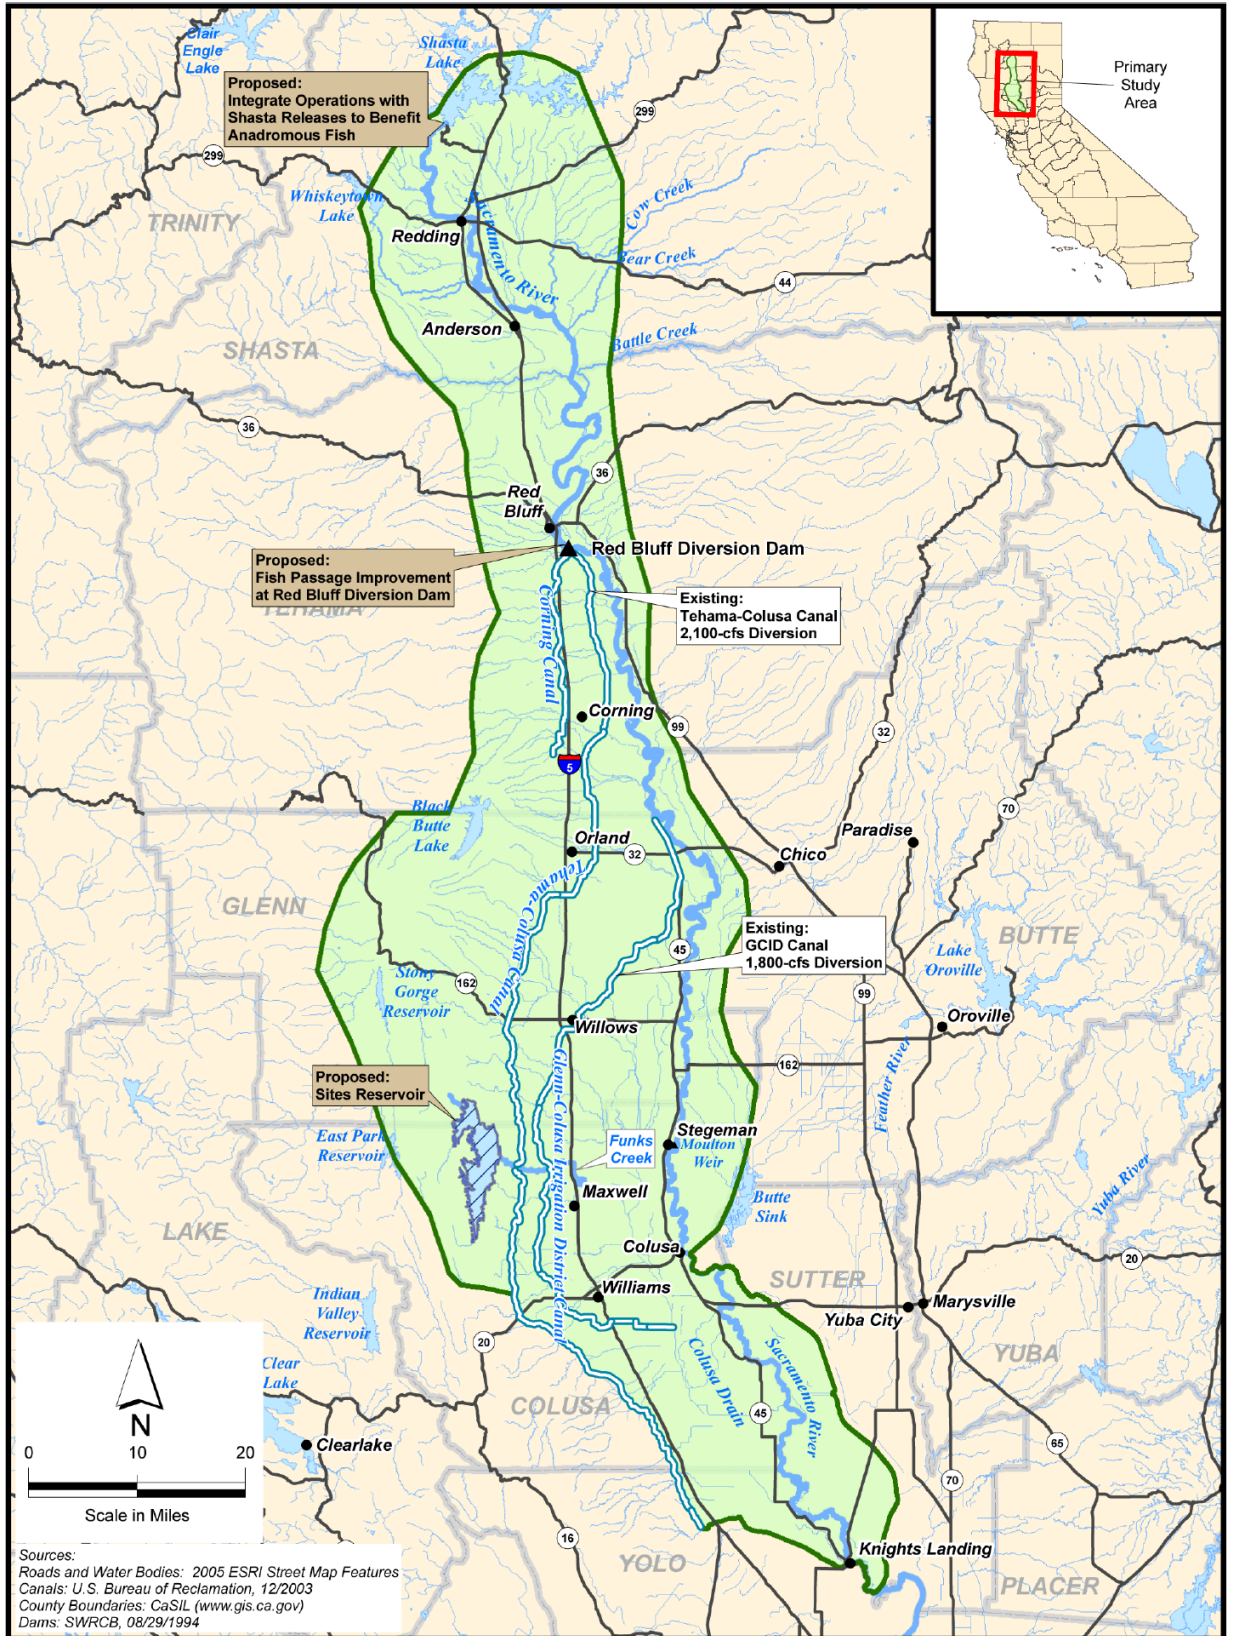 Clair
Engle
Lake
Shasta
Lake
Proposed:
Integrate Operations with
Shasta Releases to Benefit
Anadromous Fish
Primary
Study
Area
299
299
Whiskeytown
Lake
TRINITY
Cow Creek
Sacramento River
Redding
Bear Creek
44
Anderson
Battle Creek
SHASTA
36
36
Red
Bluff
Red Bluff Diversion Dam
Proposed:
Fish Passage Improvement
at Red Bluff Diversion Dam
TEHAMA
Existing:
Tehama-Colusa Canal
2,100-cfs Diversion
Corning Canal
Corning
99
32
5
Black
Butte
Lake
70
Paradise
Orland
32
Chico
Tehama-Colusa Canal
GLENN
Existing:
GCID Canal
1,800-cfs Diversion
BUTTE
45
Lake
Oroville
Stony
Gorge
Reservoir
162
99
Oroville
Willows
162
Feather River
Glenn-Colusa Irrigation District Canal
Proposed:
Sites Reservoir
East Park
Reservoir
Funks
Creek
Stegeman
Moulton
Weir
Maxwell
Butte
Sink
Yuba River
LAKE
Colusa
20
SUTTER
Indian
Valley
Reservoir
Williams
Marysville
Yuba City
20
Clear
Lake
YUBA
Colusa Drain
Sacramento River
COLUSA
45
N
Clearlake
65
0 10 20
Scale in Miles
70
16
YOLO
Knights Landing
PLACER
Sources:
Roads and Water Bodies: 2005 ESRI Street Map Features
Canals: U.S. Bureau of Reclamation, 12/2003
County Boundaries: CaSIL (www.gis.ca.gov)
Dams: SWRCB, 08/29/1994